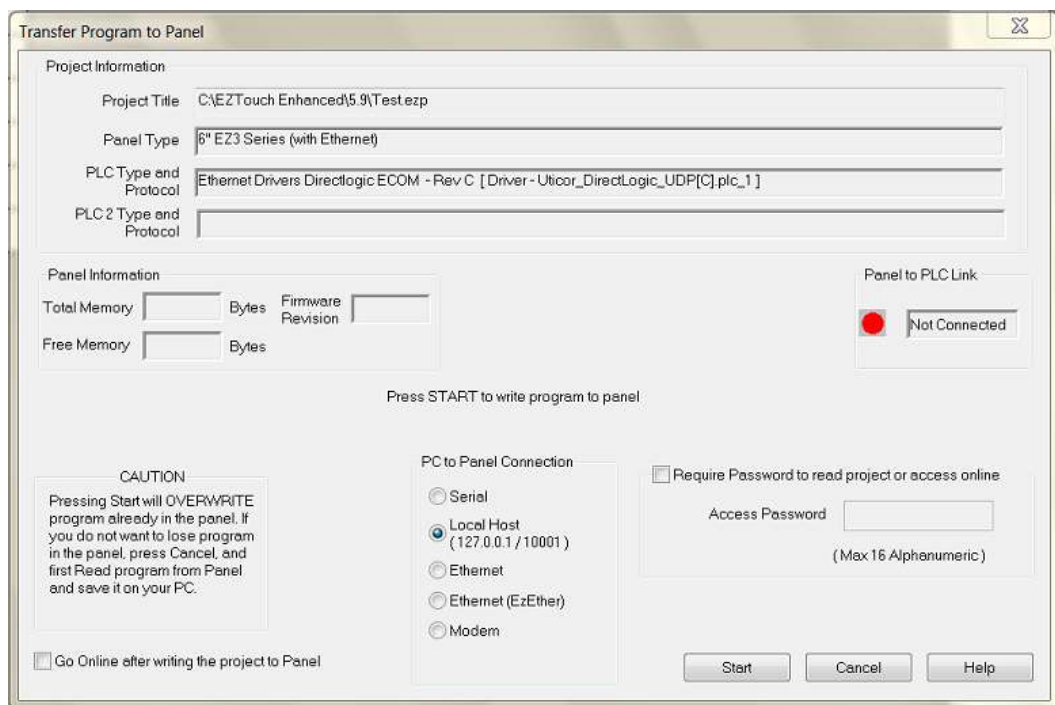 Transfer Program to Panel
Project Information
Project Title C:\EZTouch Enhanced\5.9\Test.ezp
Panel Type 6" EZ3 Series (with Ethernet)
PLC Type and
Protocol
Ethernet Drivers Directlogic ECOM - Rev C [ Driver - Uticor_DirectLogic_UDP[C].plc_1 ]
PLC 2 Type and
Protocol
Panel Information
Total Memory Bytes
Firmware
Revision
Free Memory Bytes
Panel to PLC Link
Not Connected
Press START to write program to panel
CAUTION
Pressing Start will OVERWRITE
program already in the panel. If
you do not want to lose program
in the panel, press Cancel, and
first Read program from Panel
and save it on your PC.
Go Online after writing the project to Panel
PC to Panel Connection
Serial
Local Host
( 127.0.0.1 / 10001 )
Ethernet
Ethernet (EzEther)
Modem
Require Password to read project or access online
Access Password
( Max 16 Alphanumeric )
Start Cancel Help